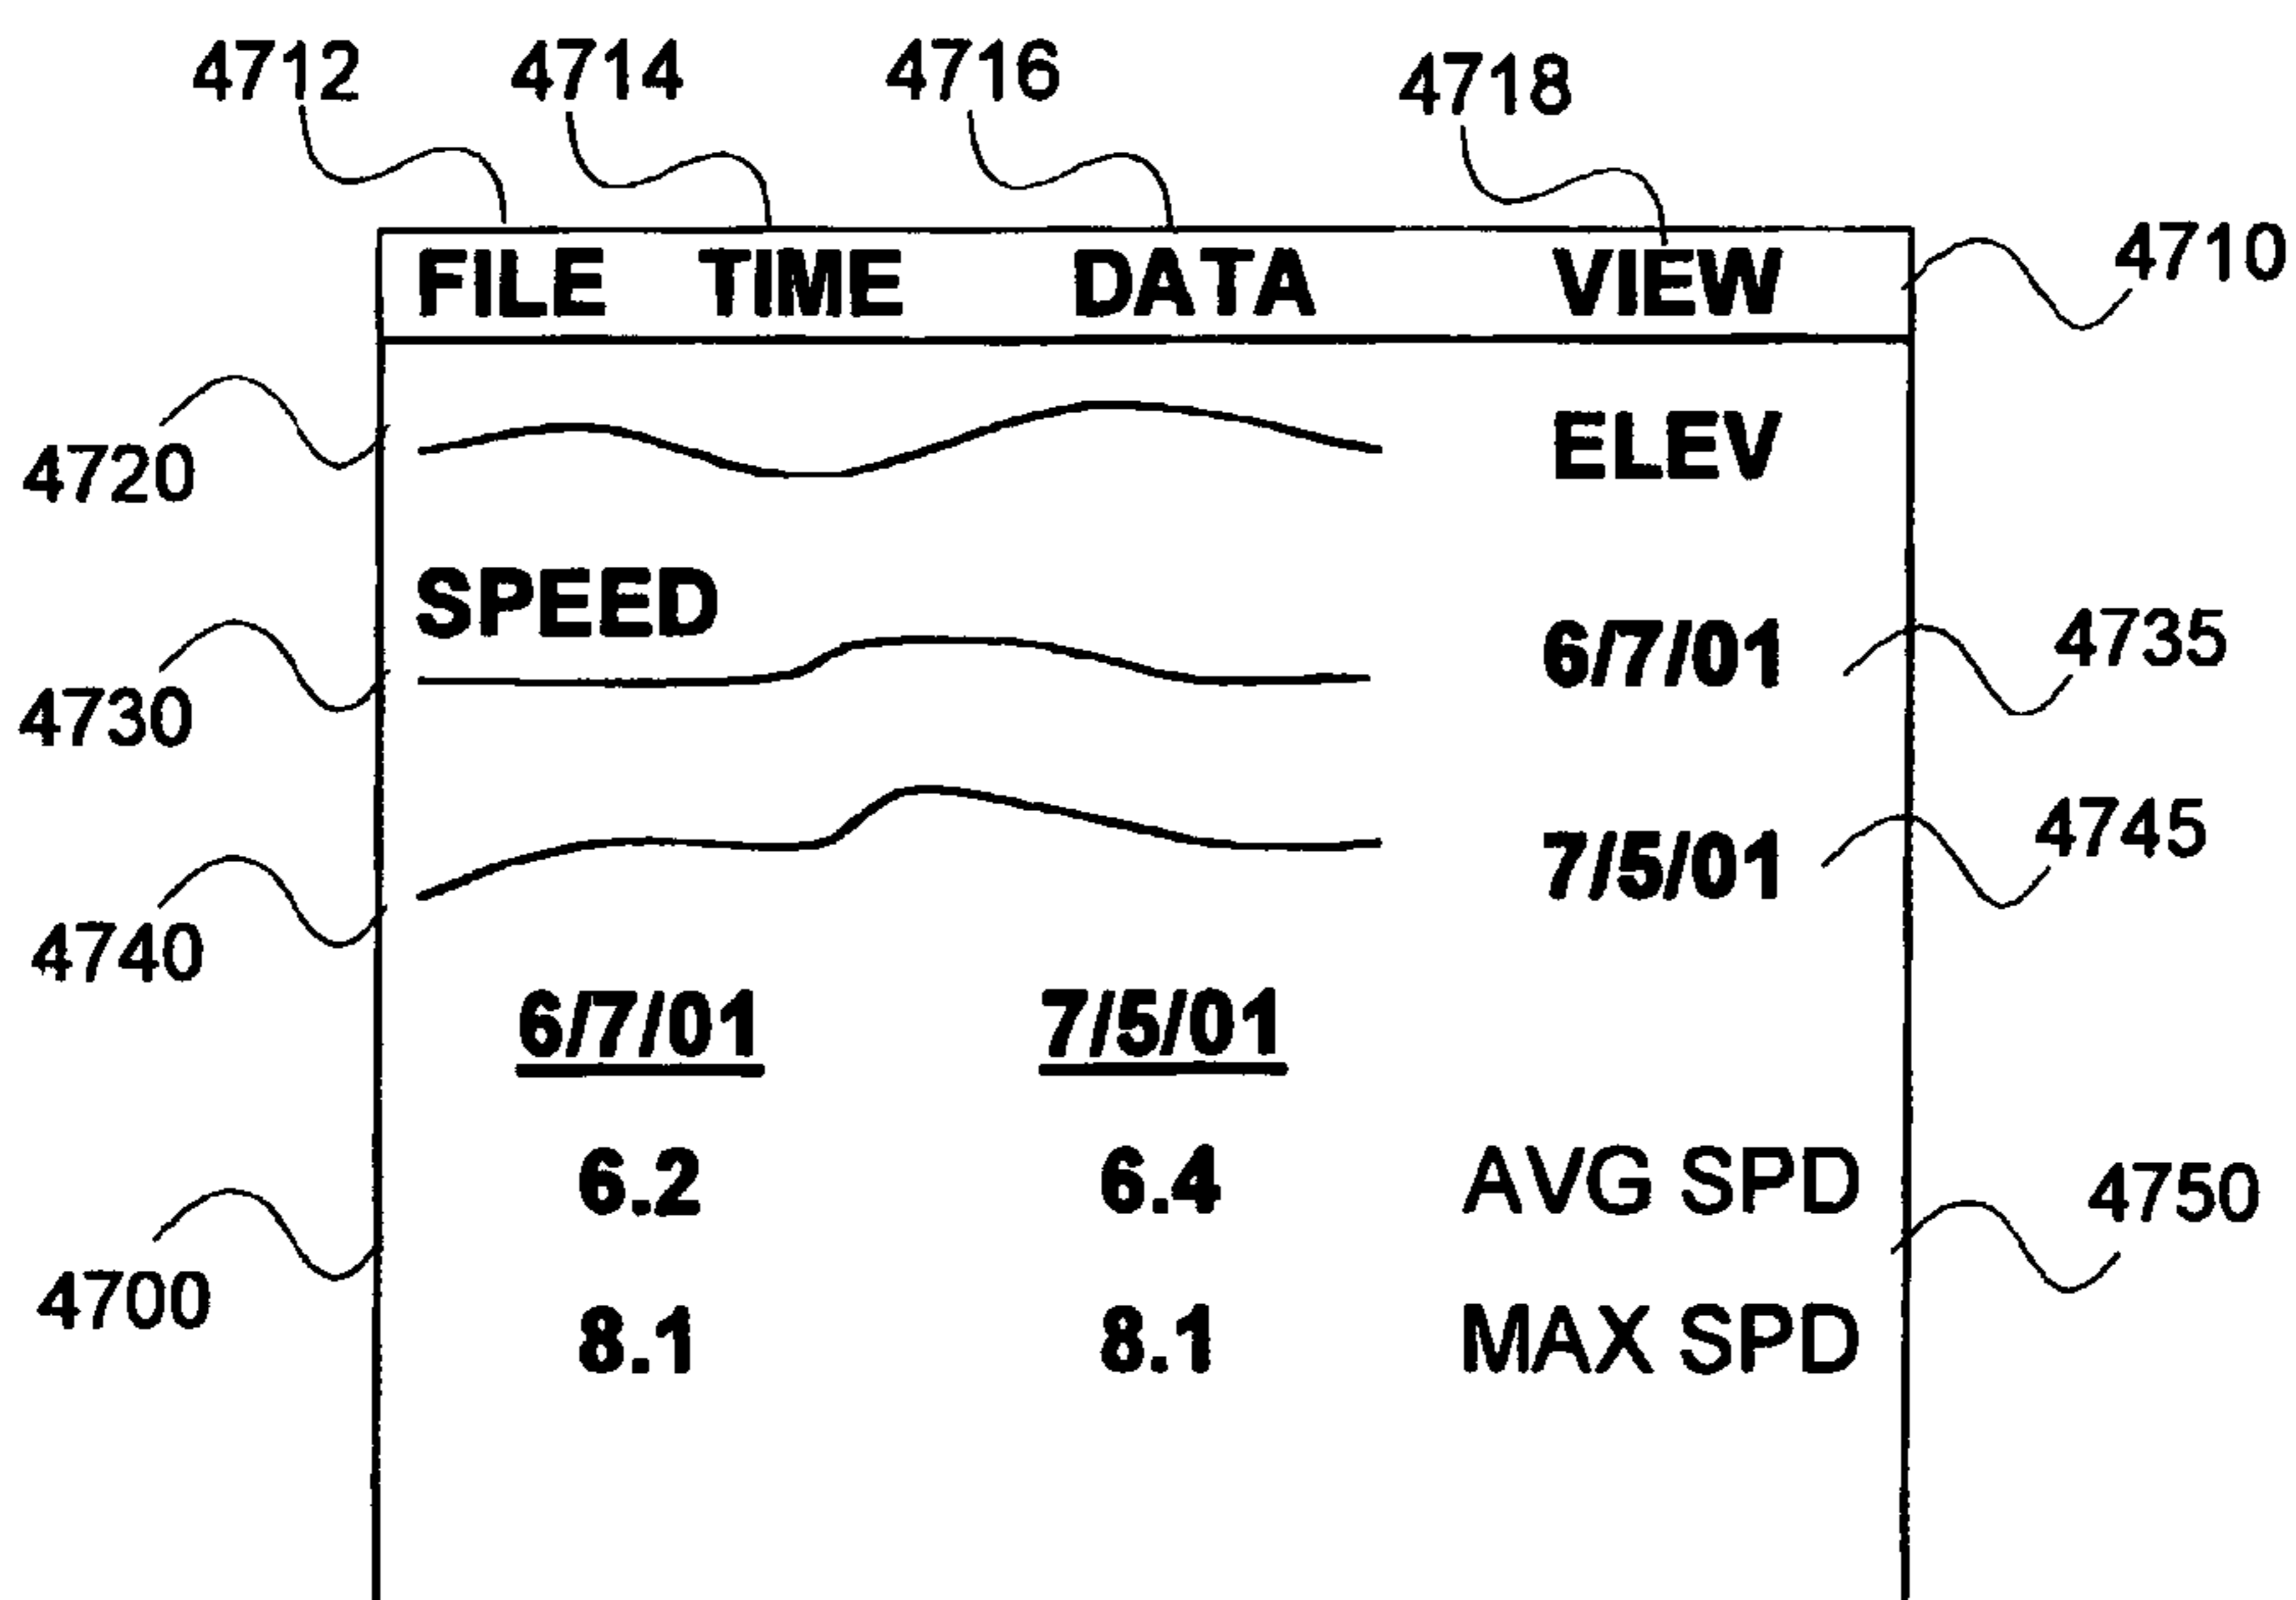 4712 4714 4716 4718
FILE TIME DATA VIEW 4710
4720 ELEV
SPEED
4730 6/7/01 4735
4740 7/5/01 4745
6/7/01 7/5/01
6.2 6.4 AVG SPD 4750
4700 8.1 8.1 MAX SPD